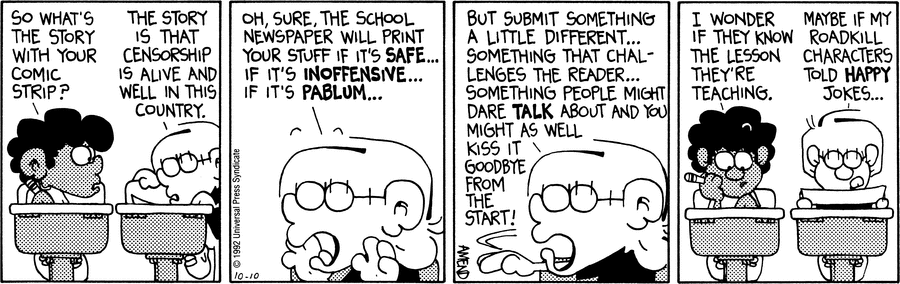 SO WHAT'S
THE STORY
WITH YOUR
COMIC
STRIP?
THE STORY
IS THAT
CENSORSHIP
IS ALIVE AND
WELL IN THIS
COUNTRY.
OH, SURE, THE SCHOOL
NEWSPAPER WILL PRINT
YOUR STUFF IF IT'S SAFE...
IF IT'S INOFFENSIVE...
IF IT'S PABLUM...
© 1992 Universal Press Syndicate
10-10
BUT SUBMIT SOMETHING
A LITTLE DIFFERENT...
SOMETHING THAT CHAL-
LENGES THE READER...
SOMETHING PEOPLE MIGHT
DARE TALK ABOUT AND YOU
MIGHT AS WELL
KISS IT
GOODBYE
FROM
THE
START!
AMEND
I WONDER
IF THEY KNOW
THE LESSON
THEY'RE
TEACHING.
MAYBE IF MY
ROADKILL
CHARACTERS
TOLD HAPPY
JOKES...